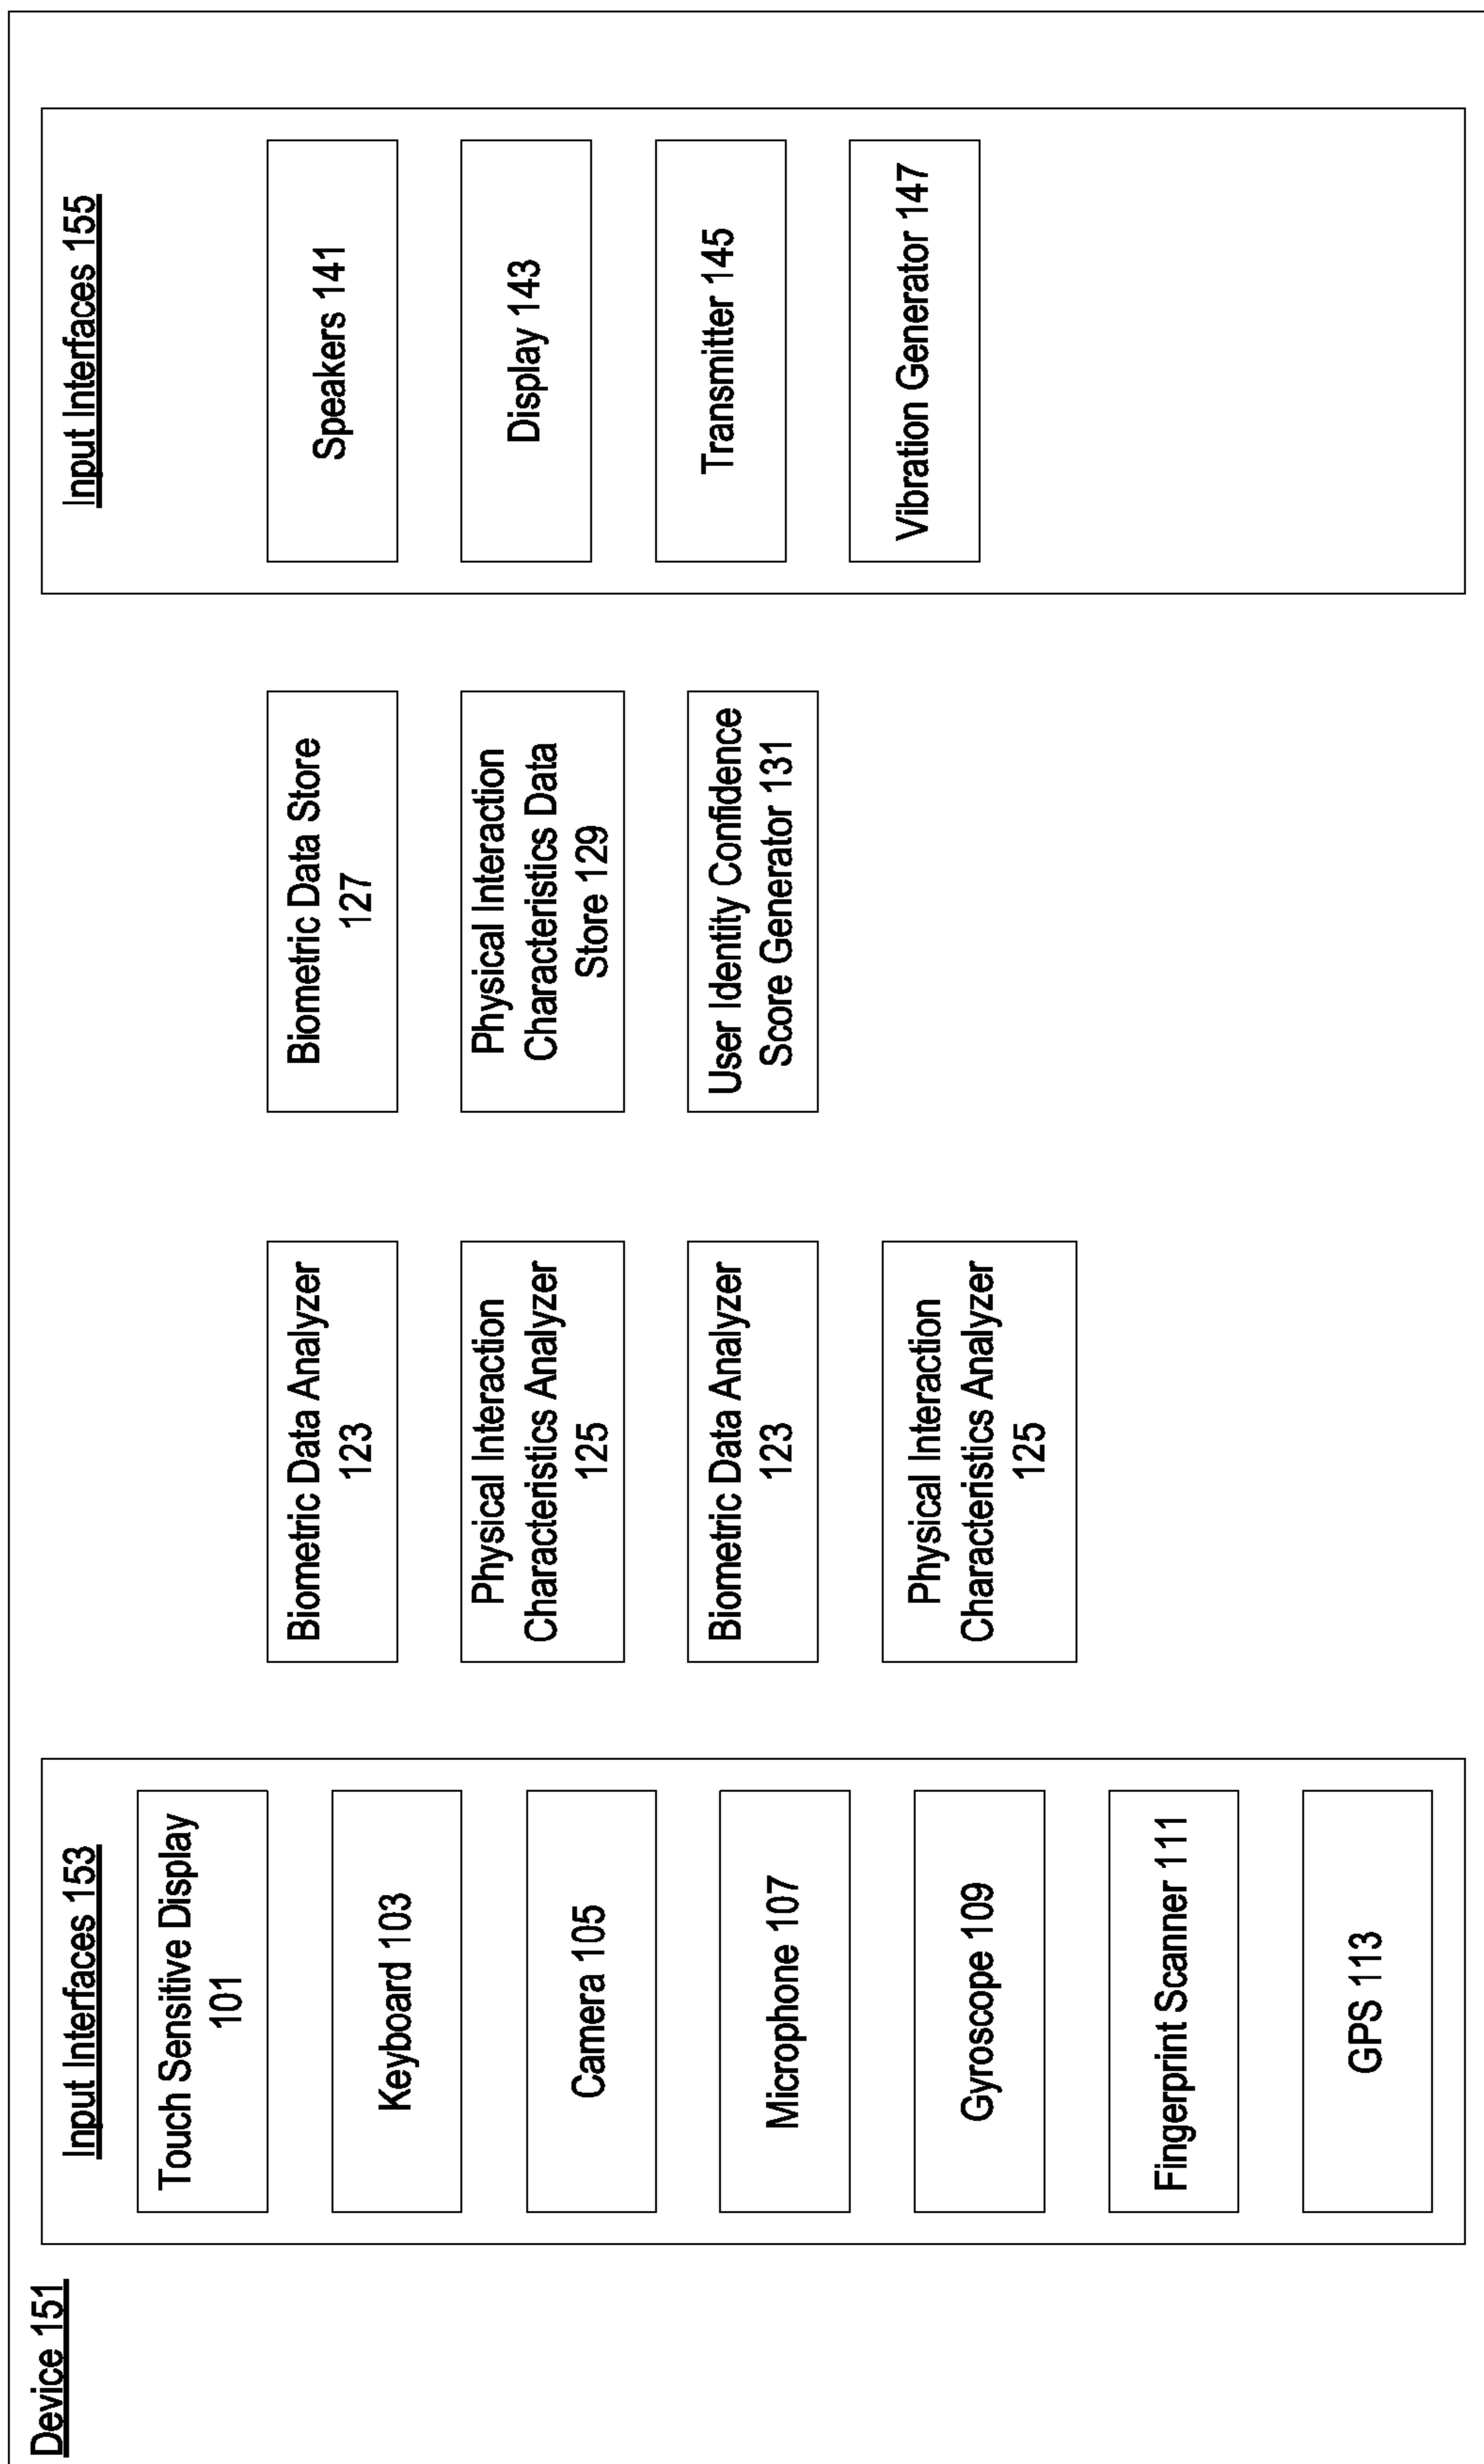 Device 151
Input Interfaces 153
Touch Sensitive Display
101
Keyboard 103
Camera 105
Microphone 107
Gyroscope 109
Fingerprint Scanner 111
GPS 113
Biometric Data Analyzer
123
Physical Interaction
Characteristics Analyzer
125
Biometric Data Analyzer
123
Physical Interaction
Characteristics Analyzer
125
Biometric Data Store
127
Physical Interaction
Characteristics Data
Store 129
User Identity Confidence
Score Generator 131
Input Interfaces 155
Speakers 141
Display 143
Transmitter 145
Vibration Generator 147